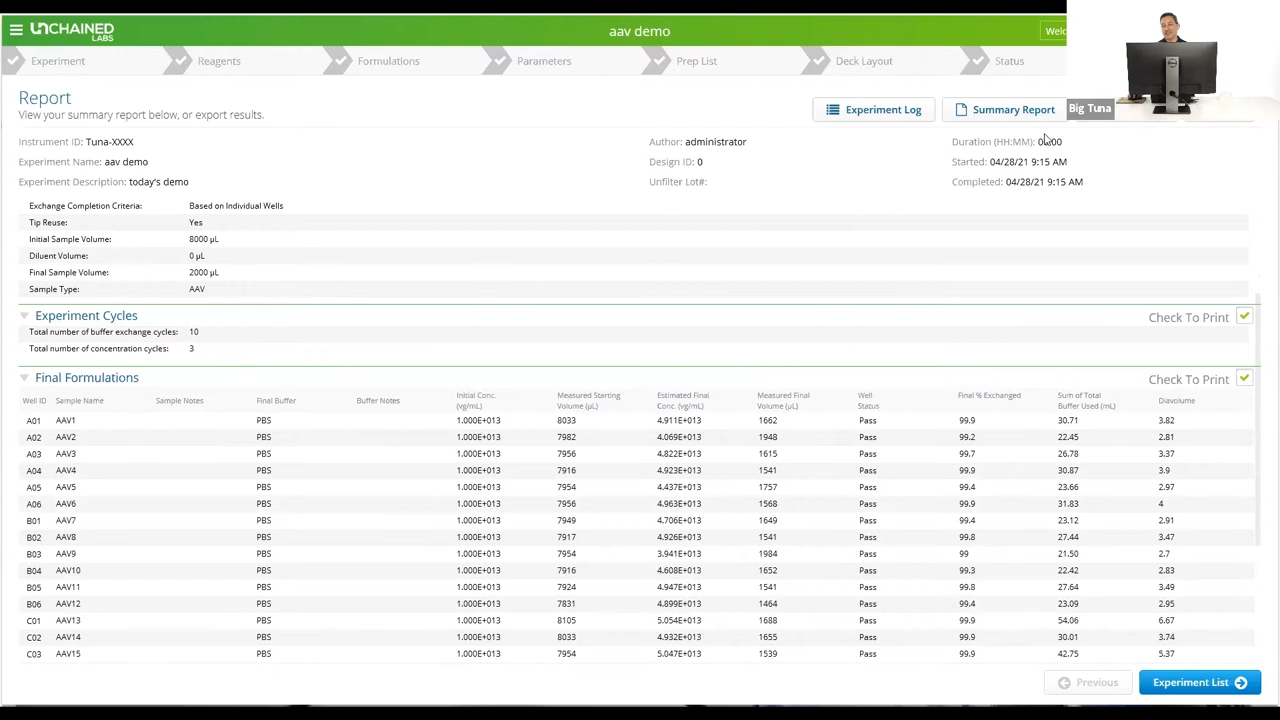 UNCHAINED LABS
aav demo
Welc
Experiment Reagents Formulations Parameters Prep List Deck Layout Status
Big Tuna
Report
View your summary report below, or export results.
Experiment Log
Summary Report
Instrument ID: Tuna-XXXX Author: administrator Duration (HH:MM):
Experiment Name: aav demo Design ID: 0 Started: 04/28/21 9:15 AM
Experiment Description: today's demo Unfilter Lot#: Completed: 04/28/21 9:15 AM
Exchange Completion Criteria: Based on Individual Wells
Tip Reuse: Yes
Initial Sample Volume: 8000 µL
Diluent Volume: 0 µL
Final Sample Volume: 2000 µL
Sample Type: AAV
Experiment Cycles Check To Print
Total number of buffer exchange cycles: 10
Total number of concentration cycles: 3
Final Formulations Check To Print
Well ID Sample Name Sample Notes Final Buffer Buffer Notes Initial Conc. (vg/mL) Measured Starting Volume (µL) Estimated Final Conc. (vg/mL) Measured Final Volume (µL) Well Status Final % Exchanged Sum of Total Buffer Used (mL) Diavolume
A01 AAV1 PBS 1.000E+013 8033 4.911E+013 1662 Pass 99.9 30.71 3.82
A02 AAV2 PBS 1.000E+013 7982 4.069E+013 1948 Pass 99.2 22.45 2.81
A03 AAV3 PBS 1.000E+013 7956 4.822E+013 1615 Pass 99.7 26.78 3.37
A04 AAV4 PBS 1.000E+013 7916 4.923E+013 1541 Pass 99.9 30.87 3.9
A05 AAV5 PBS 1.000E+013 7954 4.437E+013 1757 Pass 99.4 23.66 2.97
A06 AAV6 PBS 1.000E+013 7956 4.963E+013 1568 Pass 99.9 31.83 4
B01 AAV7 PBS 1.000E+013 7949 4.706E+013 1649 Pass 99.4 23.12 2.91
B02 AAV8 PBS 1.000E+013 7917 4.926E+013 1541 Pass 99.8 27.44 3.47
B03 AAV9 PBS 1.000E+013 7954 3.941E+013 1984 Pass 99 21.50 2.7
B04 AAV10 PBS 1.000E+013 7916 4.608E+013 1652 Pass 99.3 22.42 2.83
B05 AAV11 PBS 1.000E+013 7924 4.947E+013 1541 Pass 99.8 27.64 3.49
B06 AAV12 PBS 1.000E+013 7831 4.899E+013 1464 Pass 99.4 23.09 2.95
C01 AAV13 PBS 1.000E+013 8105 5.054E+013 1688 Pass 99.9 54.06 6.67
C02 AAV14 PBS 1.000E+013 8033 4.932E+013 1655 Pass 99.9 30.01 3.74
C03 AAV15 PBS 1.000E+013 7954 5.047E+013 1539 Pass 99.9 42.75 5.37
Previous
Experiment List